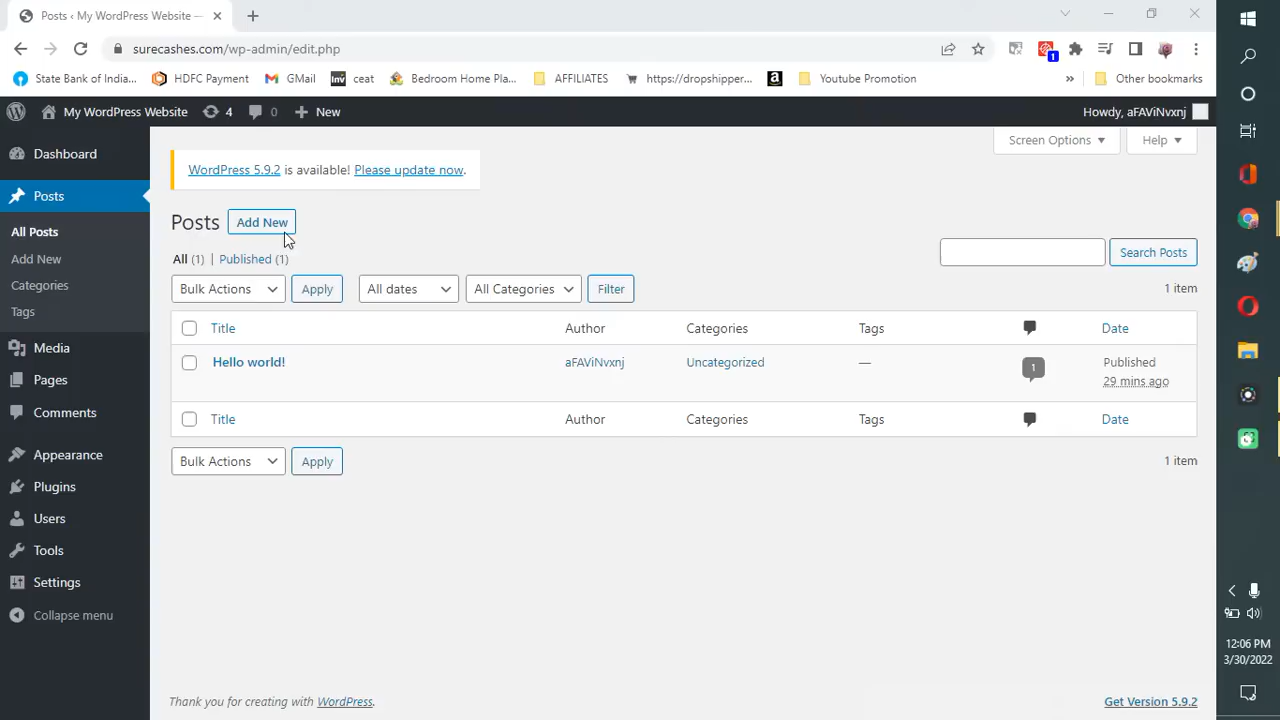 Posts ‹ My WordPress Website —
surecashes.com/wp-admin/edit.php
1
State Bank of India...
HDFC Payment
GMail
inv
ceat
Bedroom Home Pla...
AFFILIATES
https://dropshipper...
a
Youtube Promotion
»
Other bookmarks
My WordPress Website
4
0
New
Howdy, aFAViNvxnj
Dashboard
Posts
All Posts
Add New
Categories
Tags
Media
Pages
Comments
Appearance
Plugins
Users
Tools
Settings
Collapse menu
Screen Options
Help
WordPress 5.9.2 is available! Please update now.
Posts Add New
All (1) | Published (1)
Search Posts
Bulk Actions Apply All dates All Categories Filter 1 item
Title Author Categories Tags Date
Hello world! aFAViNvxnj Uncategorized — 1 Published
29 mins ago
Title Author Categories Tags Date
Bulk Actions Apply 1 item
Thank you for creating with WordPress. Get Version 5.9.2
12:06 PM
3/30/2022